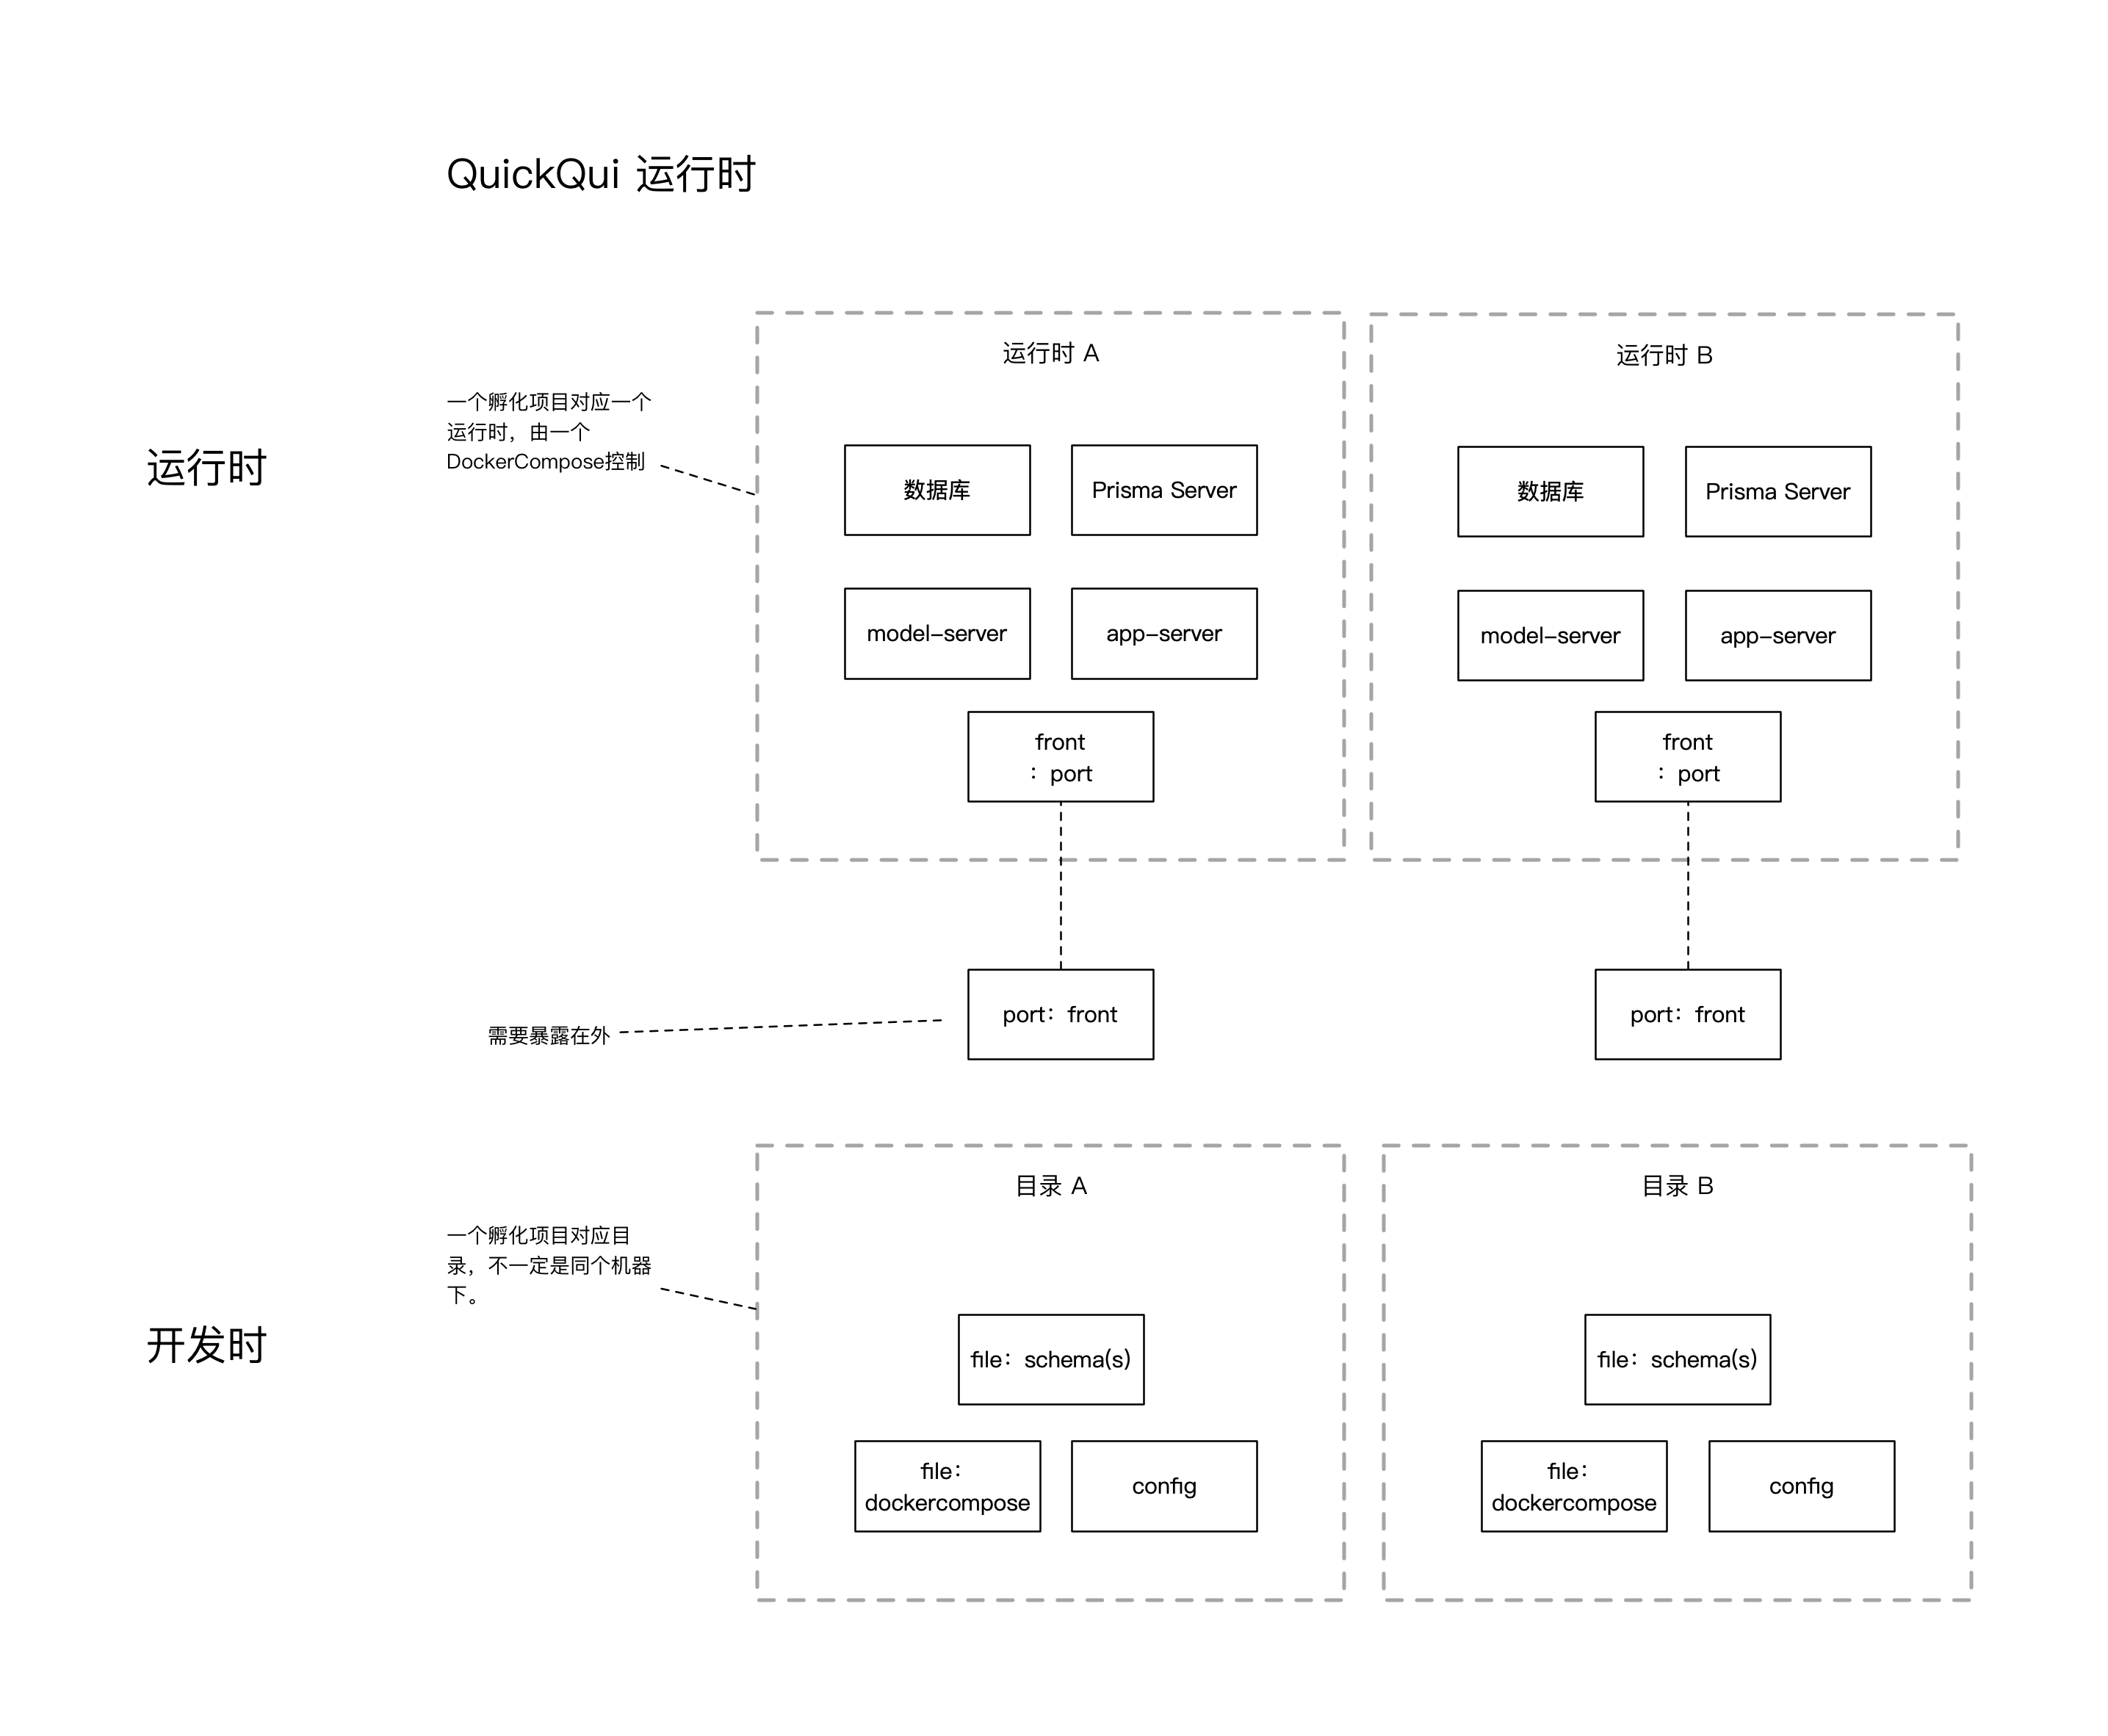 QuickQui 运行时
运行时
一个孵化项目对应一个
运行时，由一个
DockerCompose控制
运行时 A
数据库
Prisma Server
model-server
app-server
front
：port
运行时 B
数据库
Prisma Server
model-server
app-server
front
：port
需要暴露在外
port：front
port：front
开发时
一个孵化项目对应目
录，不一定是同个机器
下。
目录 A
file：schema(s)
file：
dockercompose
config
目录 B
file：schema(s)
file：
dockercompose
config